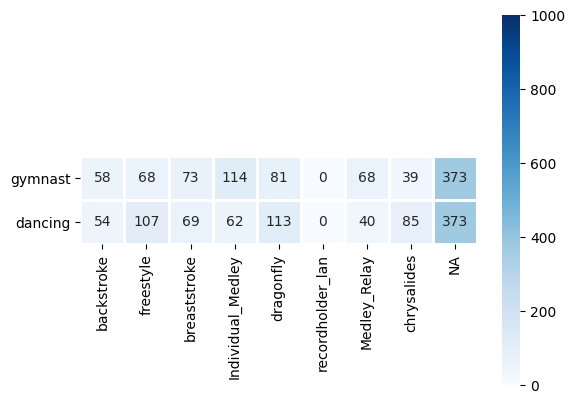 1000
800
600
400
200
0
gymnast 58 68 73 114 81 0 68 39 373
dancing 54 107 69 62 113 0 40 85 373
backstroke
freestyle
breaststroke
Individual_Medley
dragonfly
recordholder_lan
Medley_Relay
chrysalides
NA